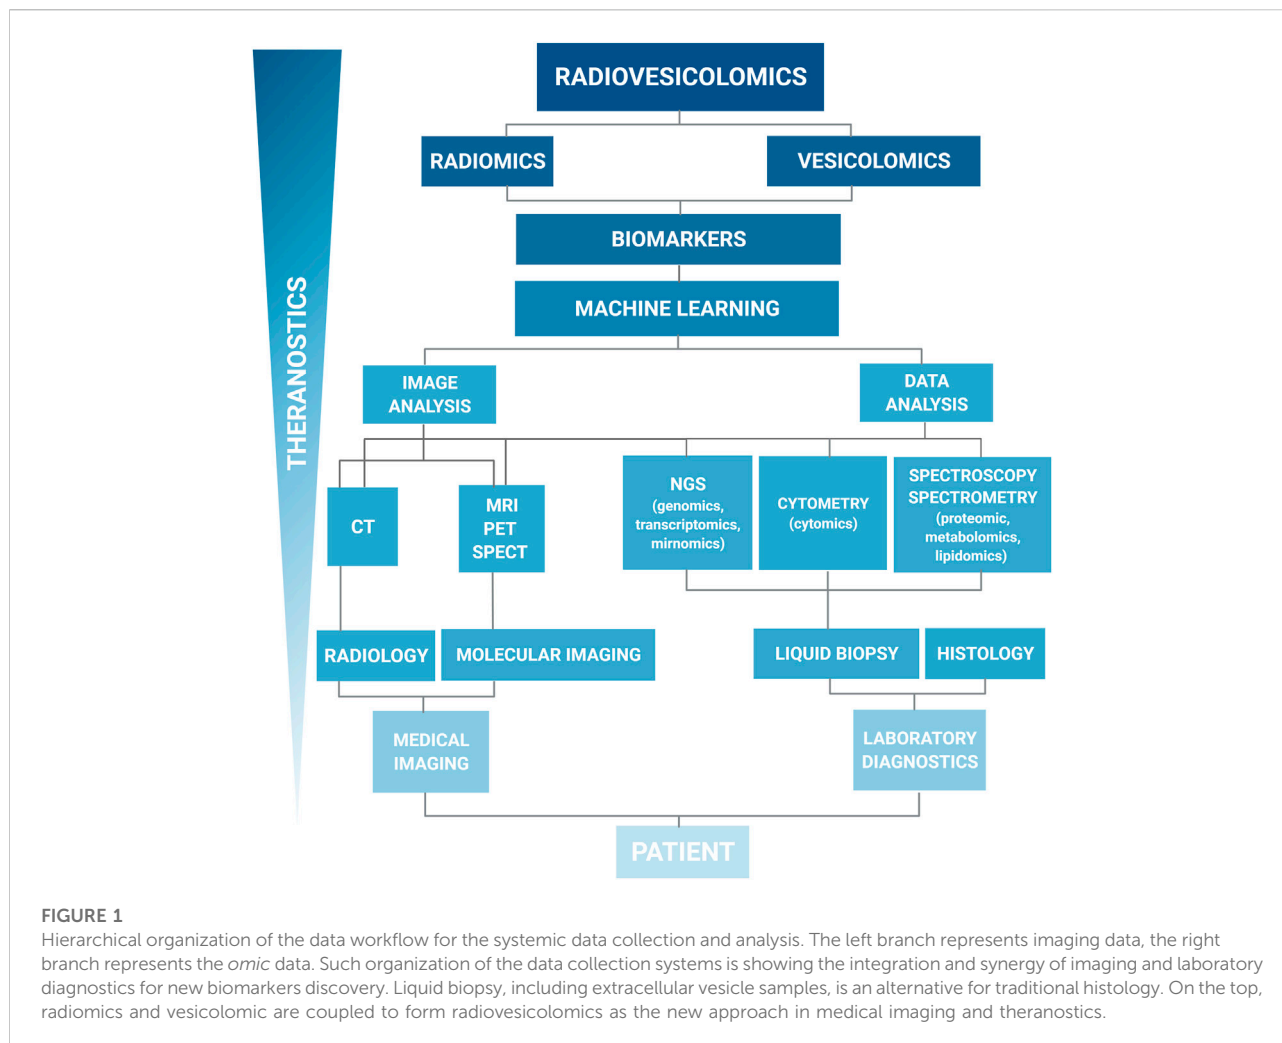 RADIOVESICOLOMICS
RADIOMICS
VESICOLOMICS
BIOMARKERS
MACHINE LEARNING
THERANOSTICS
IMAGE
ANALYSIS
DATA
ANALYSIS
CT
MRI
PET
SPECT
NGS
(genomics,
transcriptomics,
mirnomics)
CYTOMETRY
(cytomics)
SPECTROSCOPY
SPECTROMETRY
(proteomic,
metabolomics,
lipidomics)
RADIOLOGY
MOLECULAR IMAGING
LIQUID BIOPSY
HISTOLOGY
MEDICAL
IMAGING
LABORATORY
DIAGNOSTICS
PATIENT
FIGURE 1
Hierarchical organization of the data workflow for the systemic data collection and analysis. The left branch represents imaging data, the right
branch represents the omic data. Such organization of the data collection systems is showing the integration and synergy of imaging and laboratory
diagnostics for new biomarkers discovery. Liquid biopsy, including extracellular vesicle samples, is an alternative for traditional histology. On the top,
radiomics and vesicolomic are coupled to form radiovesicolomics as the new approach in medical imaging and theranostics.